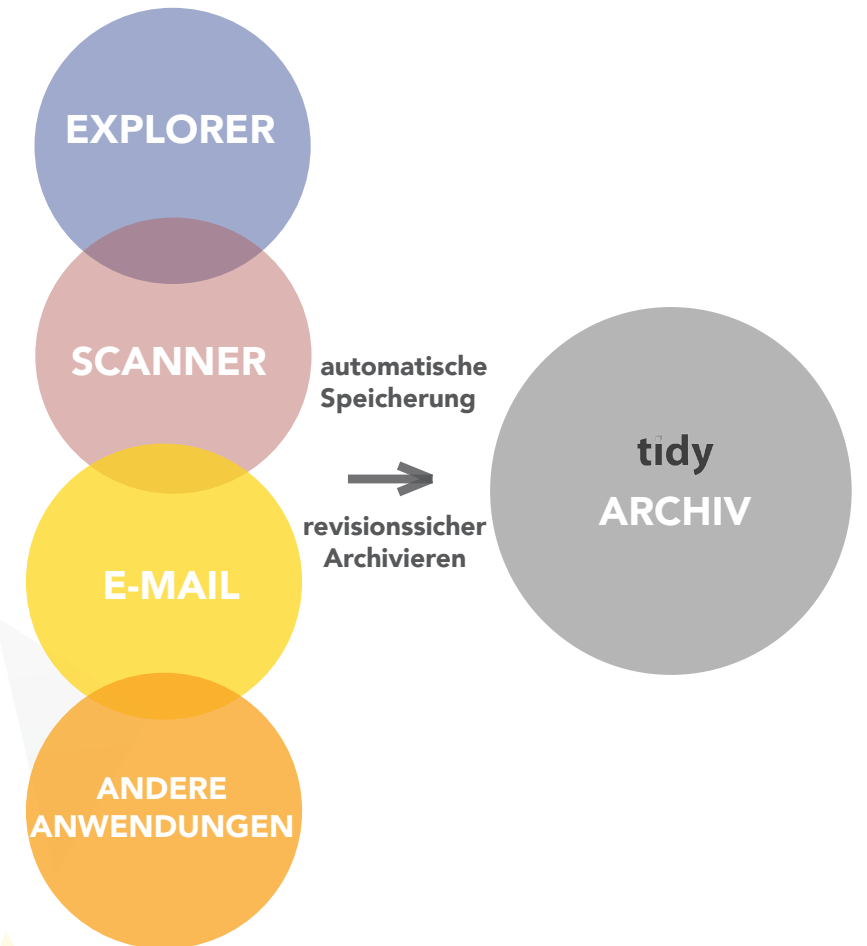 EXPLORER
SCANNER
automatische
Speicherung
revisionssicher
Archivieren
tidy
ARCHIV
E-MAIL
ANDERE
ANWENDUNGEN